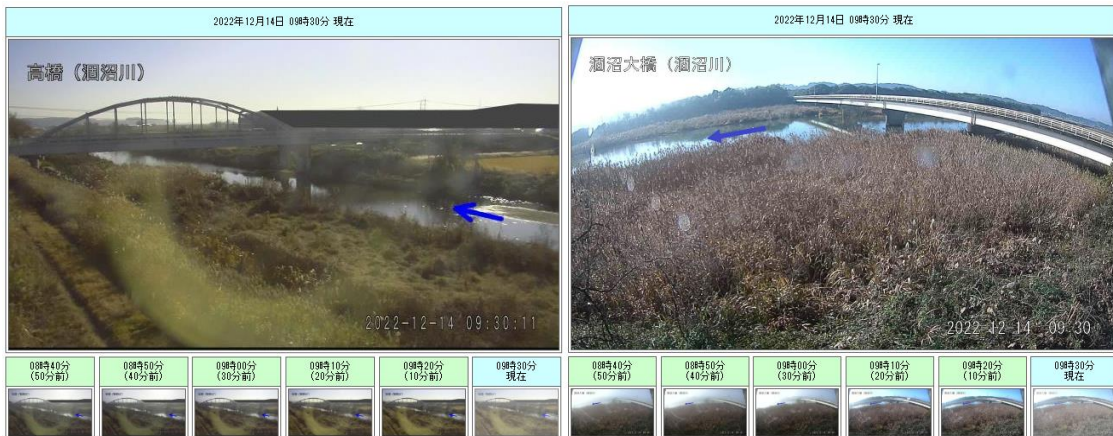 2022年12月14日 09時30分 現在
高橋（涸沼川）
2022-12-14 09:30:11
08時40分
(50分前)
08時50分
(40分前)
09時00分
(30分前)
09時10分
(20分前)
09時20分
(10分前)
09時30分
現在
2022年12月14日 09時30分 現在
涸沼大橋（涸沼川）
2022-12-14 09:30
08時40分
(50分前)
08時50分
(40分前)
09時00分
(30分前)
09時10分
(20分前)
09時20分
(10分前)
09時30分
現在